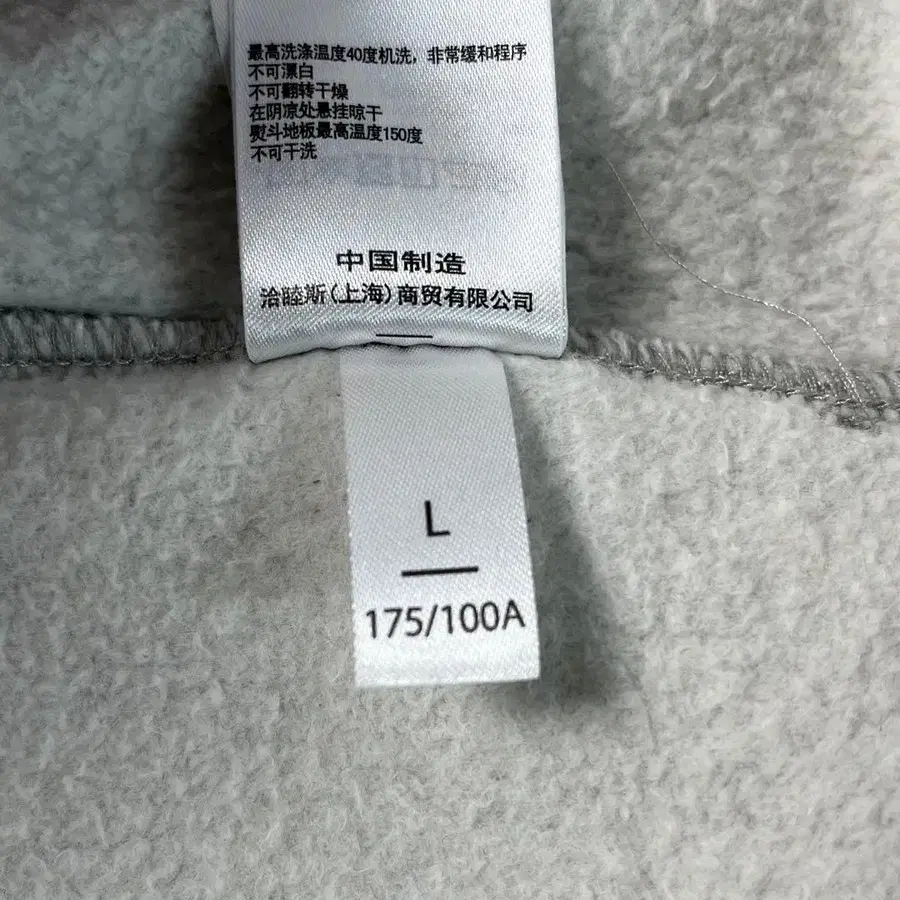 最高洗涤温度40度机洗，非常缓和程序
不可漂白
不可翻转干燥
在阴凉处悬挂晾干
熨斗地板最高温度150度
不可干洗
中国制造
洽睦斯(上海)商贸有限公司
L
175/100A